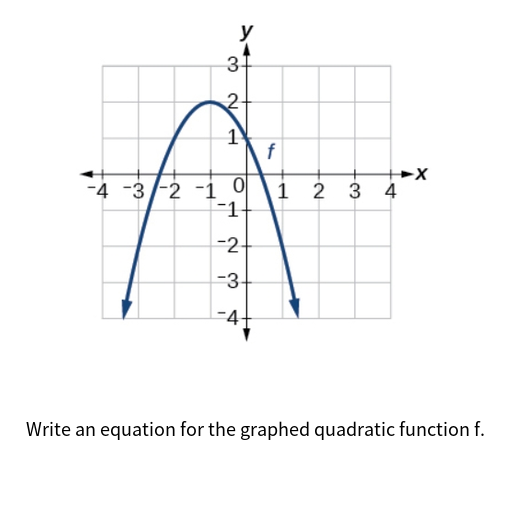 y
3
2
1
f
x
-4 -3 -2 -1 0 1 2 3 4
-1
-2
-3
-4
Write an equation for the graphed quadratic function f.